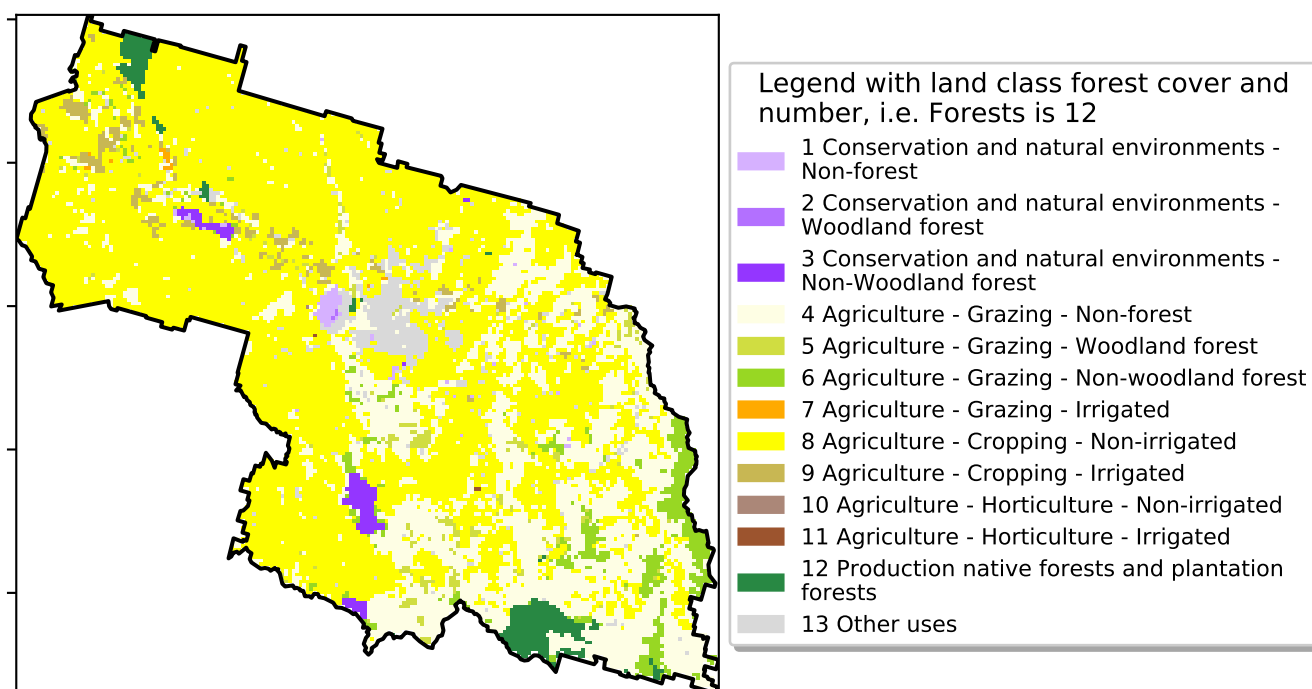 Legend with land class forest cover and
number, i.e. Forests is 12
1 Conservation and natural environments -
Non-forest
2 Conservation and natural environments -
Woodland forest
3 Conservation and natural environments -
Non-Woodland forest
4 Agriculture - Grazing - Non-forest
5 Agriculture - Grazing - Woodland forest
6 Agriculture - Grazing - Non-woodland forest
7 Agriculture - Grazing - Irrigated
8 Agriculture - Cropping - Non-irrigated
9 Agriculture - Cropping - Irrigated
10 Agriculture - Horticulture - Non-irrigated
11 Agriculture - Horticulture - Irrigated
12 Production native forests and plantation
forests
13 Other uses